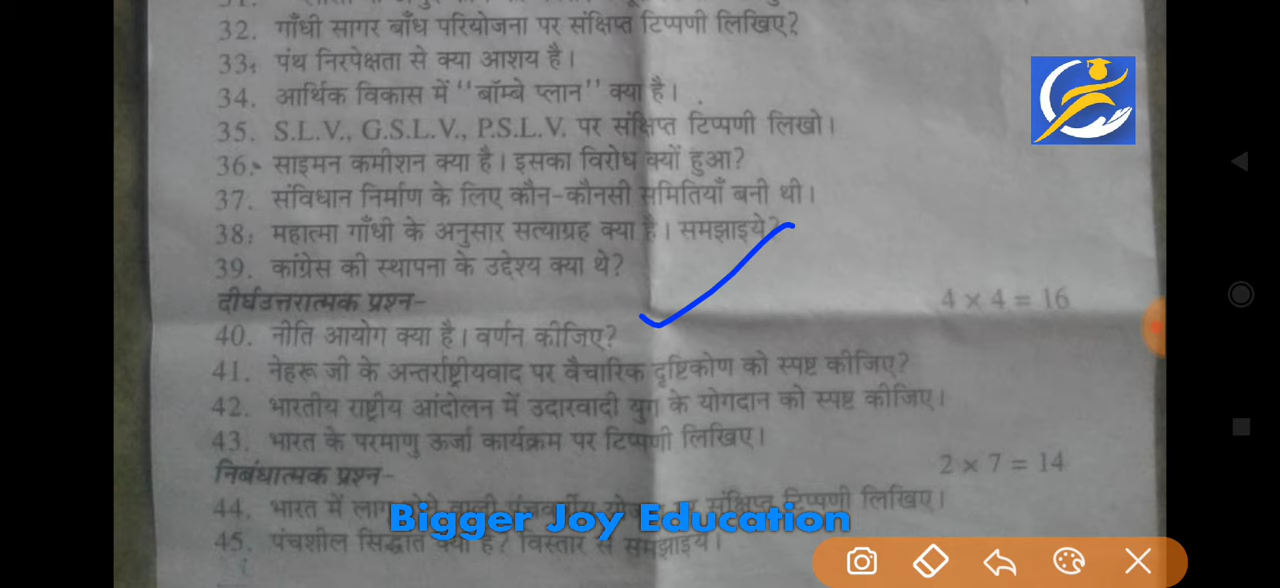 32. गाँधी सागर बाँध परियोजना पर संक्षिप्त टिप्पणी लिखिए?
33. पंथ निरपेक्षता से क्या आशय है।
34. आर्थिक विकास में "बॉम्बे प्लान" क्या है।
35. S.L.V., G.S.L.V., P.S.L.V. पर संक्षिप्त टिप्पणी लिखो।
36. साइमन कमीशन क्या है। इसका विरोध क्यों हुआ?
37. संविधान निर्माण के लिए कौन-कौनसी समितियाँ बनी थी।
38. महात्मा गाँधी के अनुसार सत्याग्रह क्या है। समझाइये?
39. कांग्रेस की स्थापना के उद्देश्य क्या थे?
दीर्घउत्तरात्मक प्रश्न- 4 × 4 = 16
40. नीति आयोग क्या है। वर्णन कीजिए?
41. नेहरू जी के अन्तर्राष्ट्रीयवाद पर वैचारिक दृष्टिकोण को स्पष्ट कीजिए?
42. भारतीय राष्ट्रीय आंदोलन में उदारवादी युग के योगदान को स्पष्ट कीजिए।
43. भारत के परमाणु ऊर्जा कार्यक्रम पर टिप्पणी लिखिए।
निबंधात्मक प्रश्न- 2 × 7 = 14
44. भारत में संक्षिप्त टिप्पणी लिखिए।
Bigger Joy Education
45. पंचशील सिद्धांत क्या है? विस्तार से समझाइये।